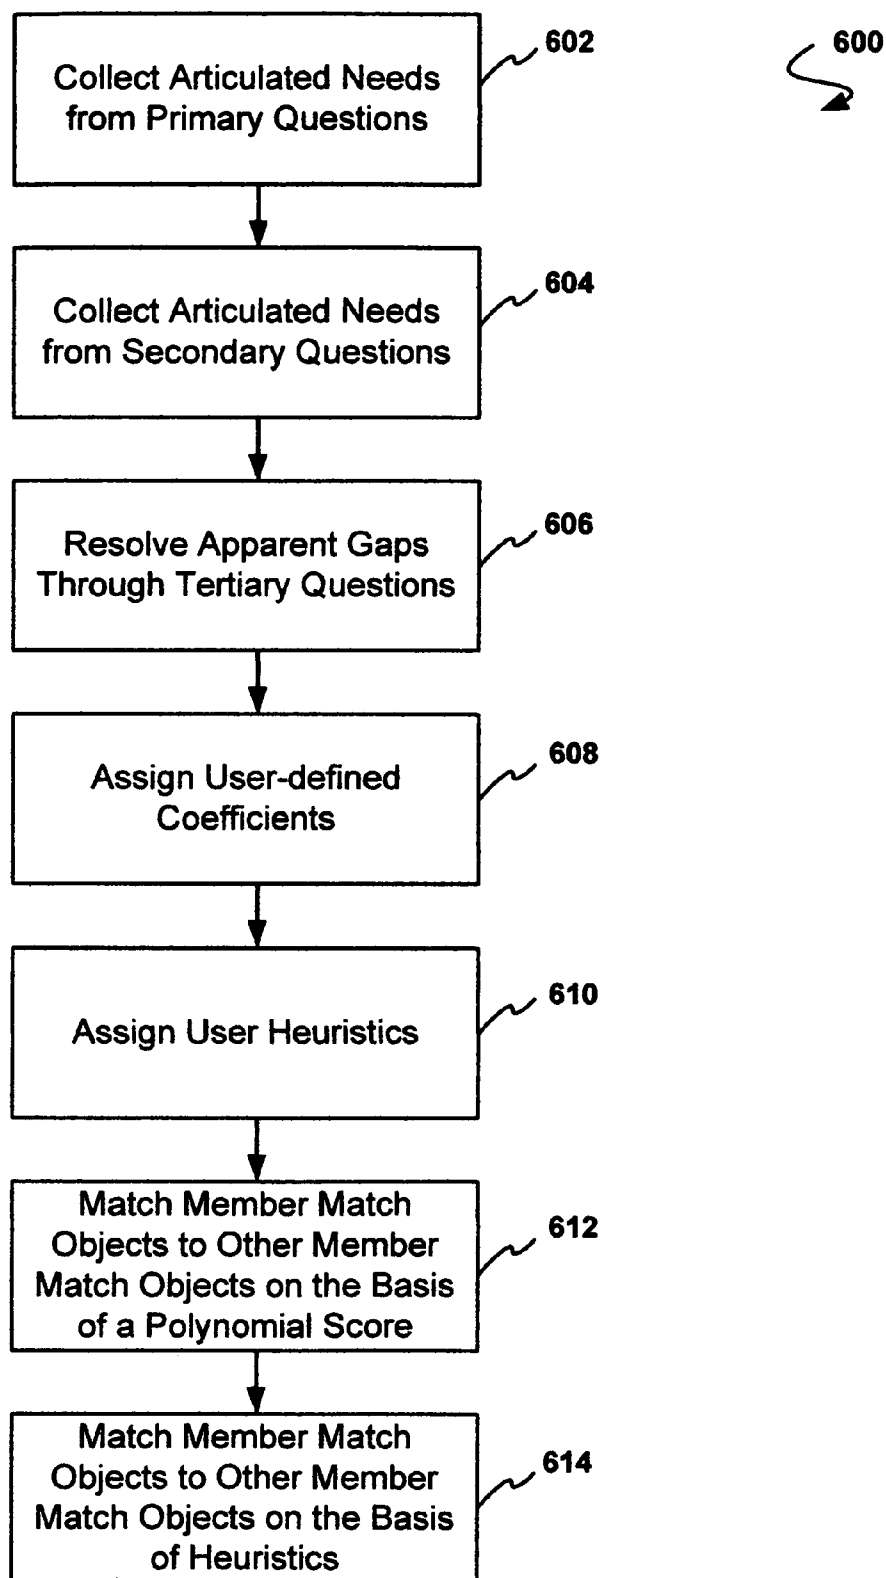 602
600
Collect Articulated Needs
from Primary Questions
604
Collect Articulated Needs
from Secondary Questions
606
Resolve Apparent Gaps
Through Tertiary Questions
608
Assign User-defined
Coefficients
610
Assign User Heuristics
612
Match Member Match
Objects to Other Member
Match Objects on the Basis
of a Polynomial Score
614
Match Member Match
Objects to Other Member
Match Objects on the Basis
of Heuristics